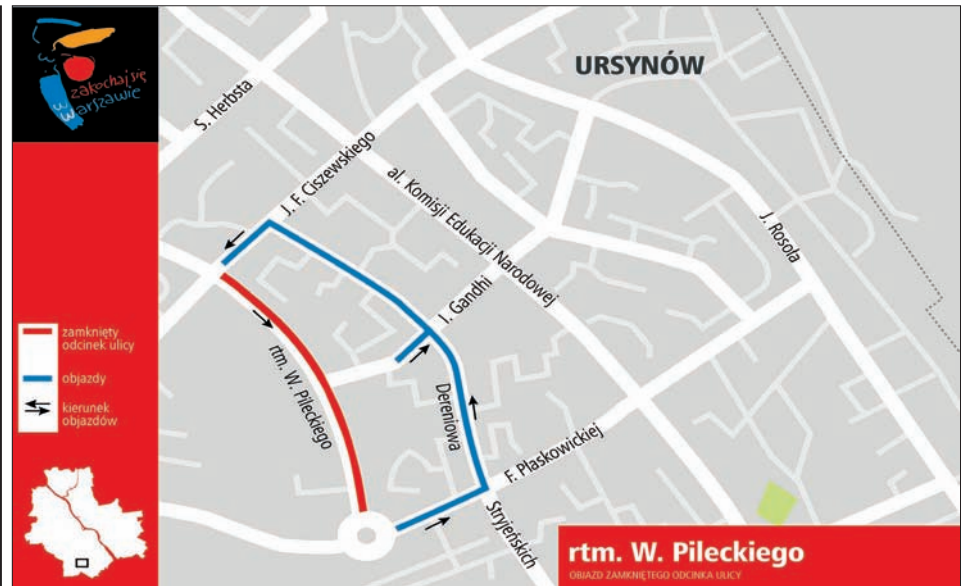 zakochaj się
w Warszawie
URSYNÓW
S. Herbsta
J. F. Ciszewskiego
al. Komisji Edukacji Narodowej
J. Rosoła
I. Gandhi
rtm. W. Pileckiego
Dereniowa
F. Płaskowickiej
Stryjeńskich
zamknięty
odcinek ulicy
objazdy
kierunek
objazdów
rtm. W. Pileckiego
OBJAZD ZAMKNIĘTEGO ODCINKA ULICY